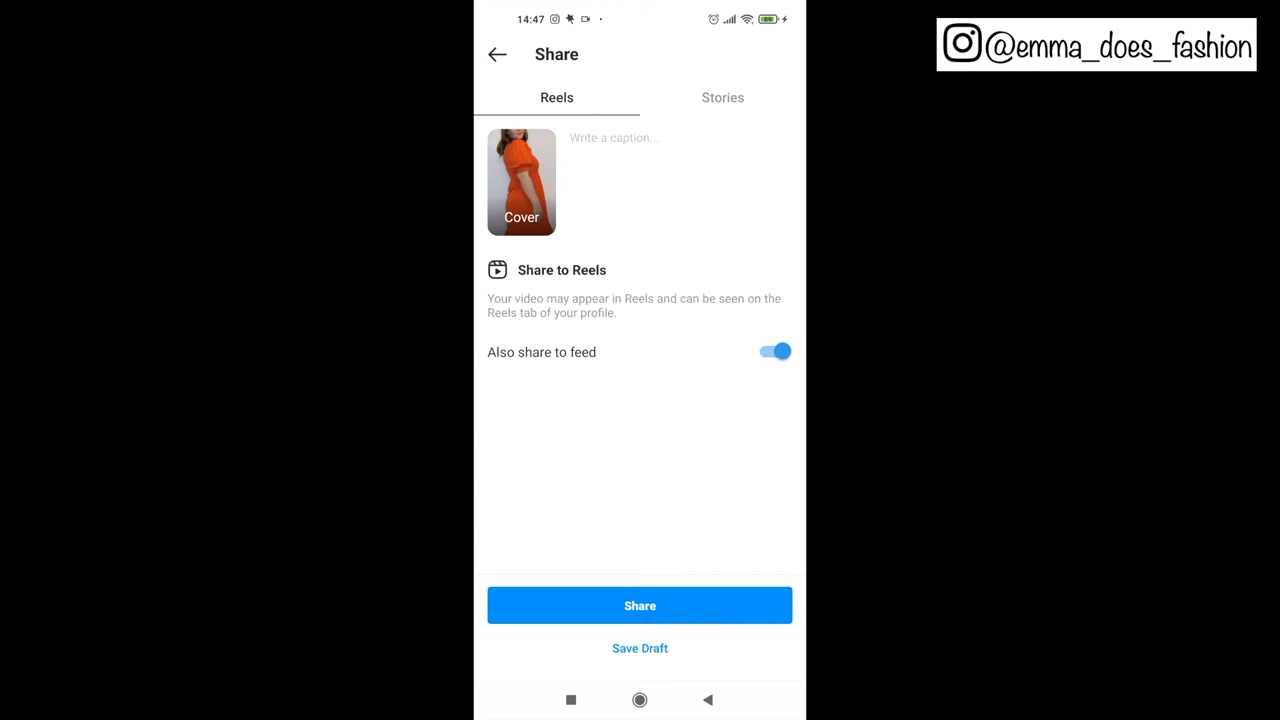 14:47
89
@emma_does_fashion
Share
Reels
Stories
Write a caption...
Cover
Share to Reels
Your video may appear in Reels and can be seen on the
Reels tab of your profile.
Also share to feed
Share
Save Draft